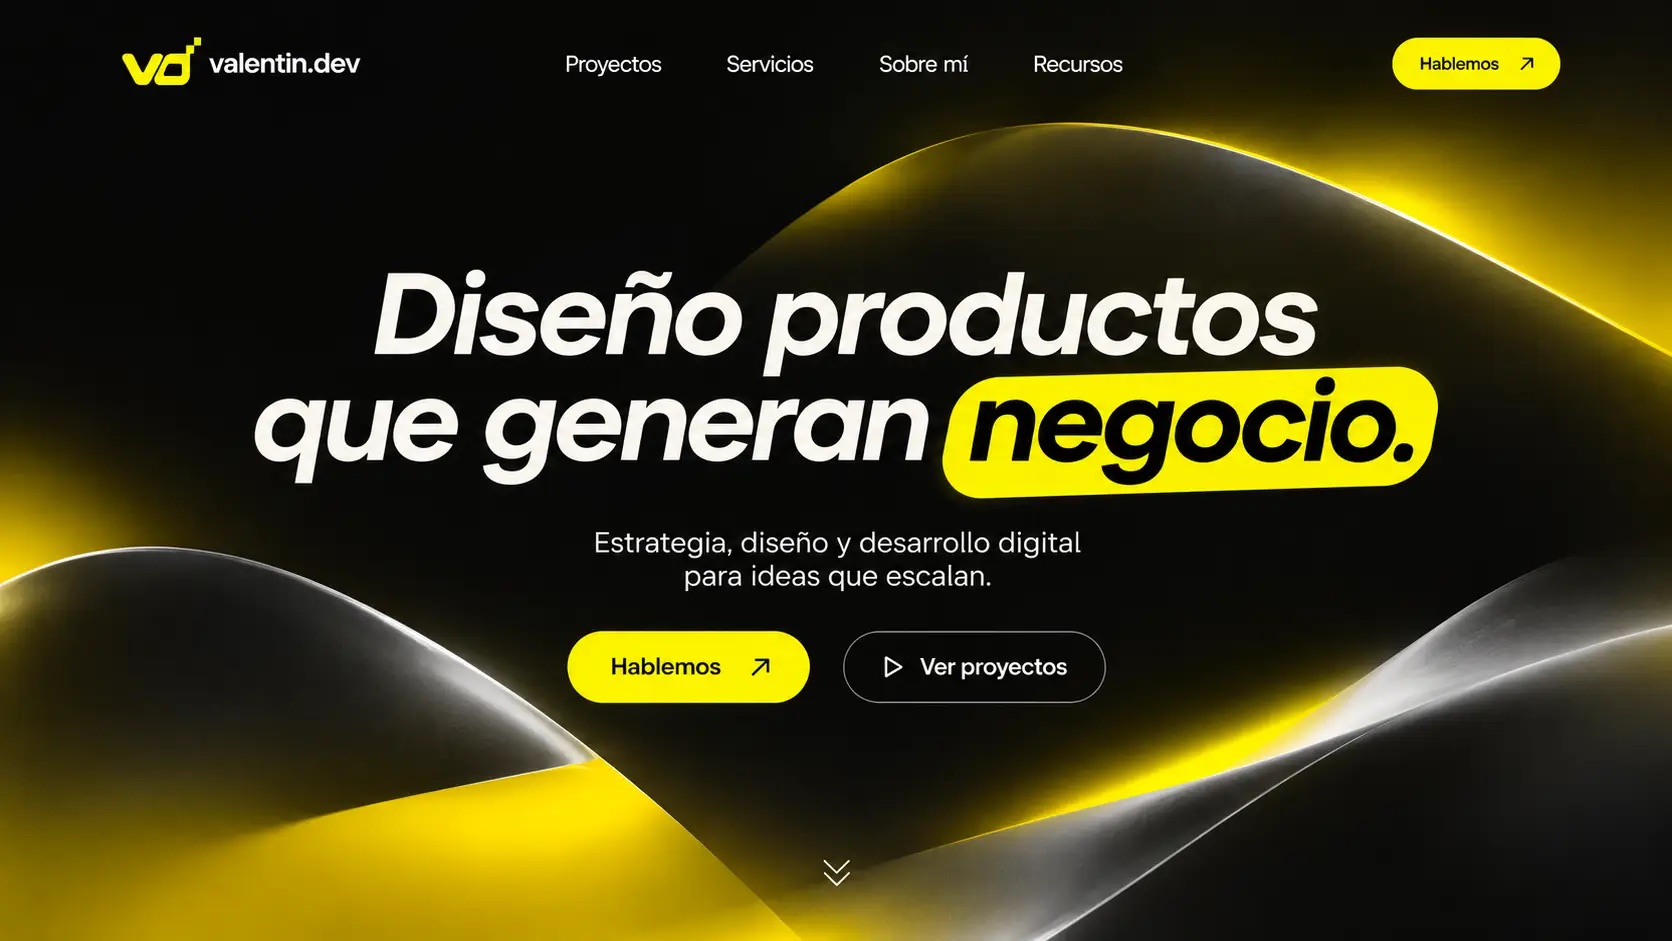 vd valentin.dev
Proyectos
Servicios
Sobre mí
Recursos
Hablemos
Diseño productos
que generan negocio.
Estrategia, diseño y desarrollo digital
para ideas que escalan.
Hablemos
Ver proyectos